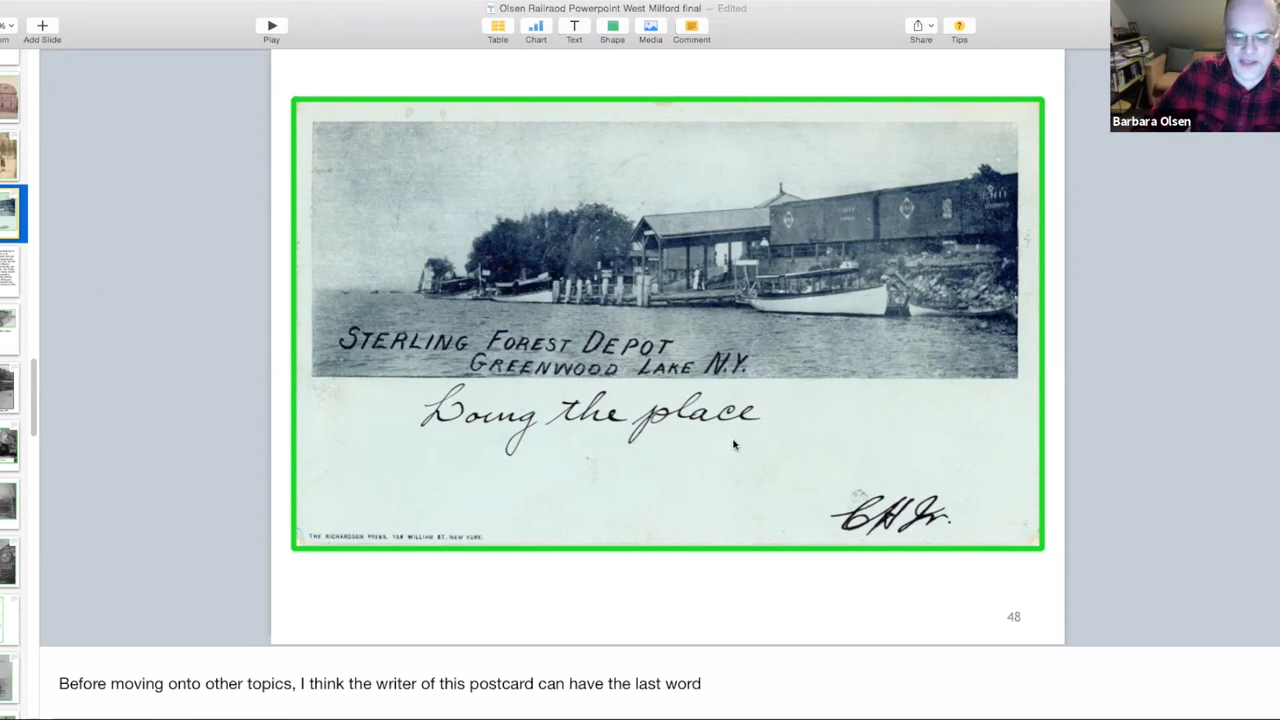 Olsen Railraod Powerpoint West Milford final — Edited
Add Slide
Play
Table
Chart
Text
Shape
Media
Comment
Share
Tips
Barbara Olsen
STERLING FOREST DEPOT
GREENWOOD LAKE N.Y.
Doing the place
CHJr.
THE RICHARDSON PRESS, 158 WILLIAM ST. NEW YORK.
48
Before moving onto other topics, I think the writer of this postcard can have the last word